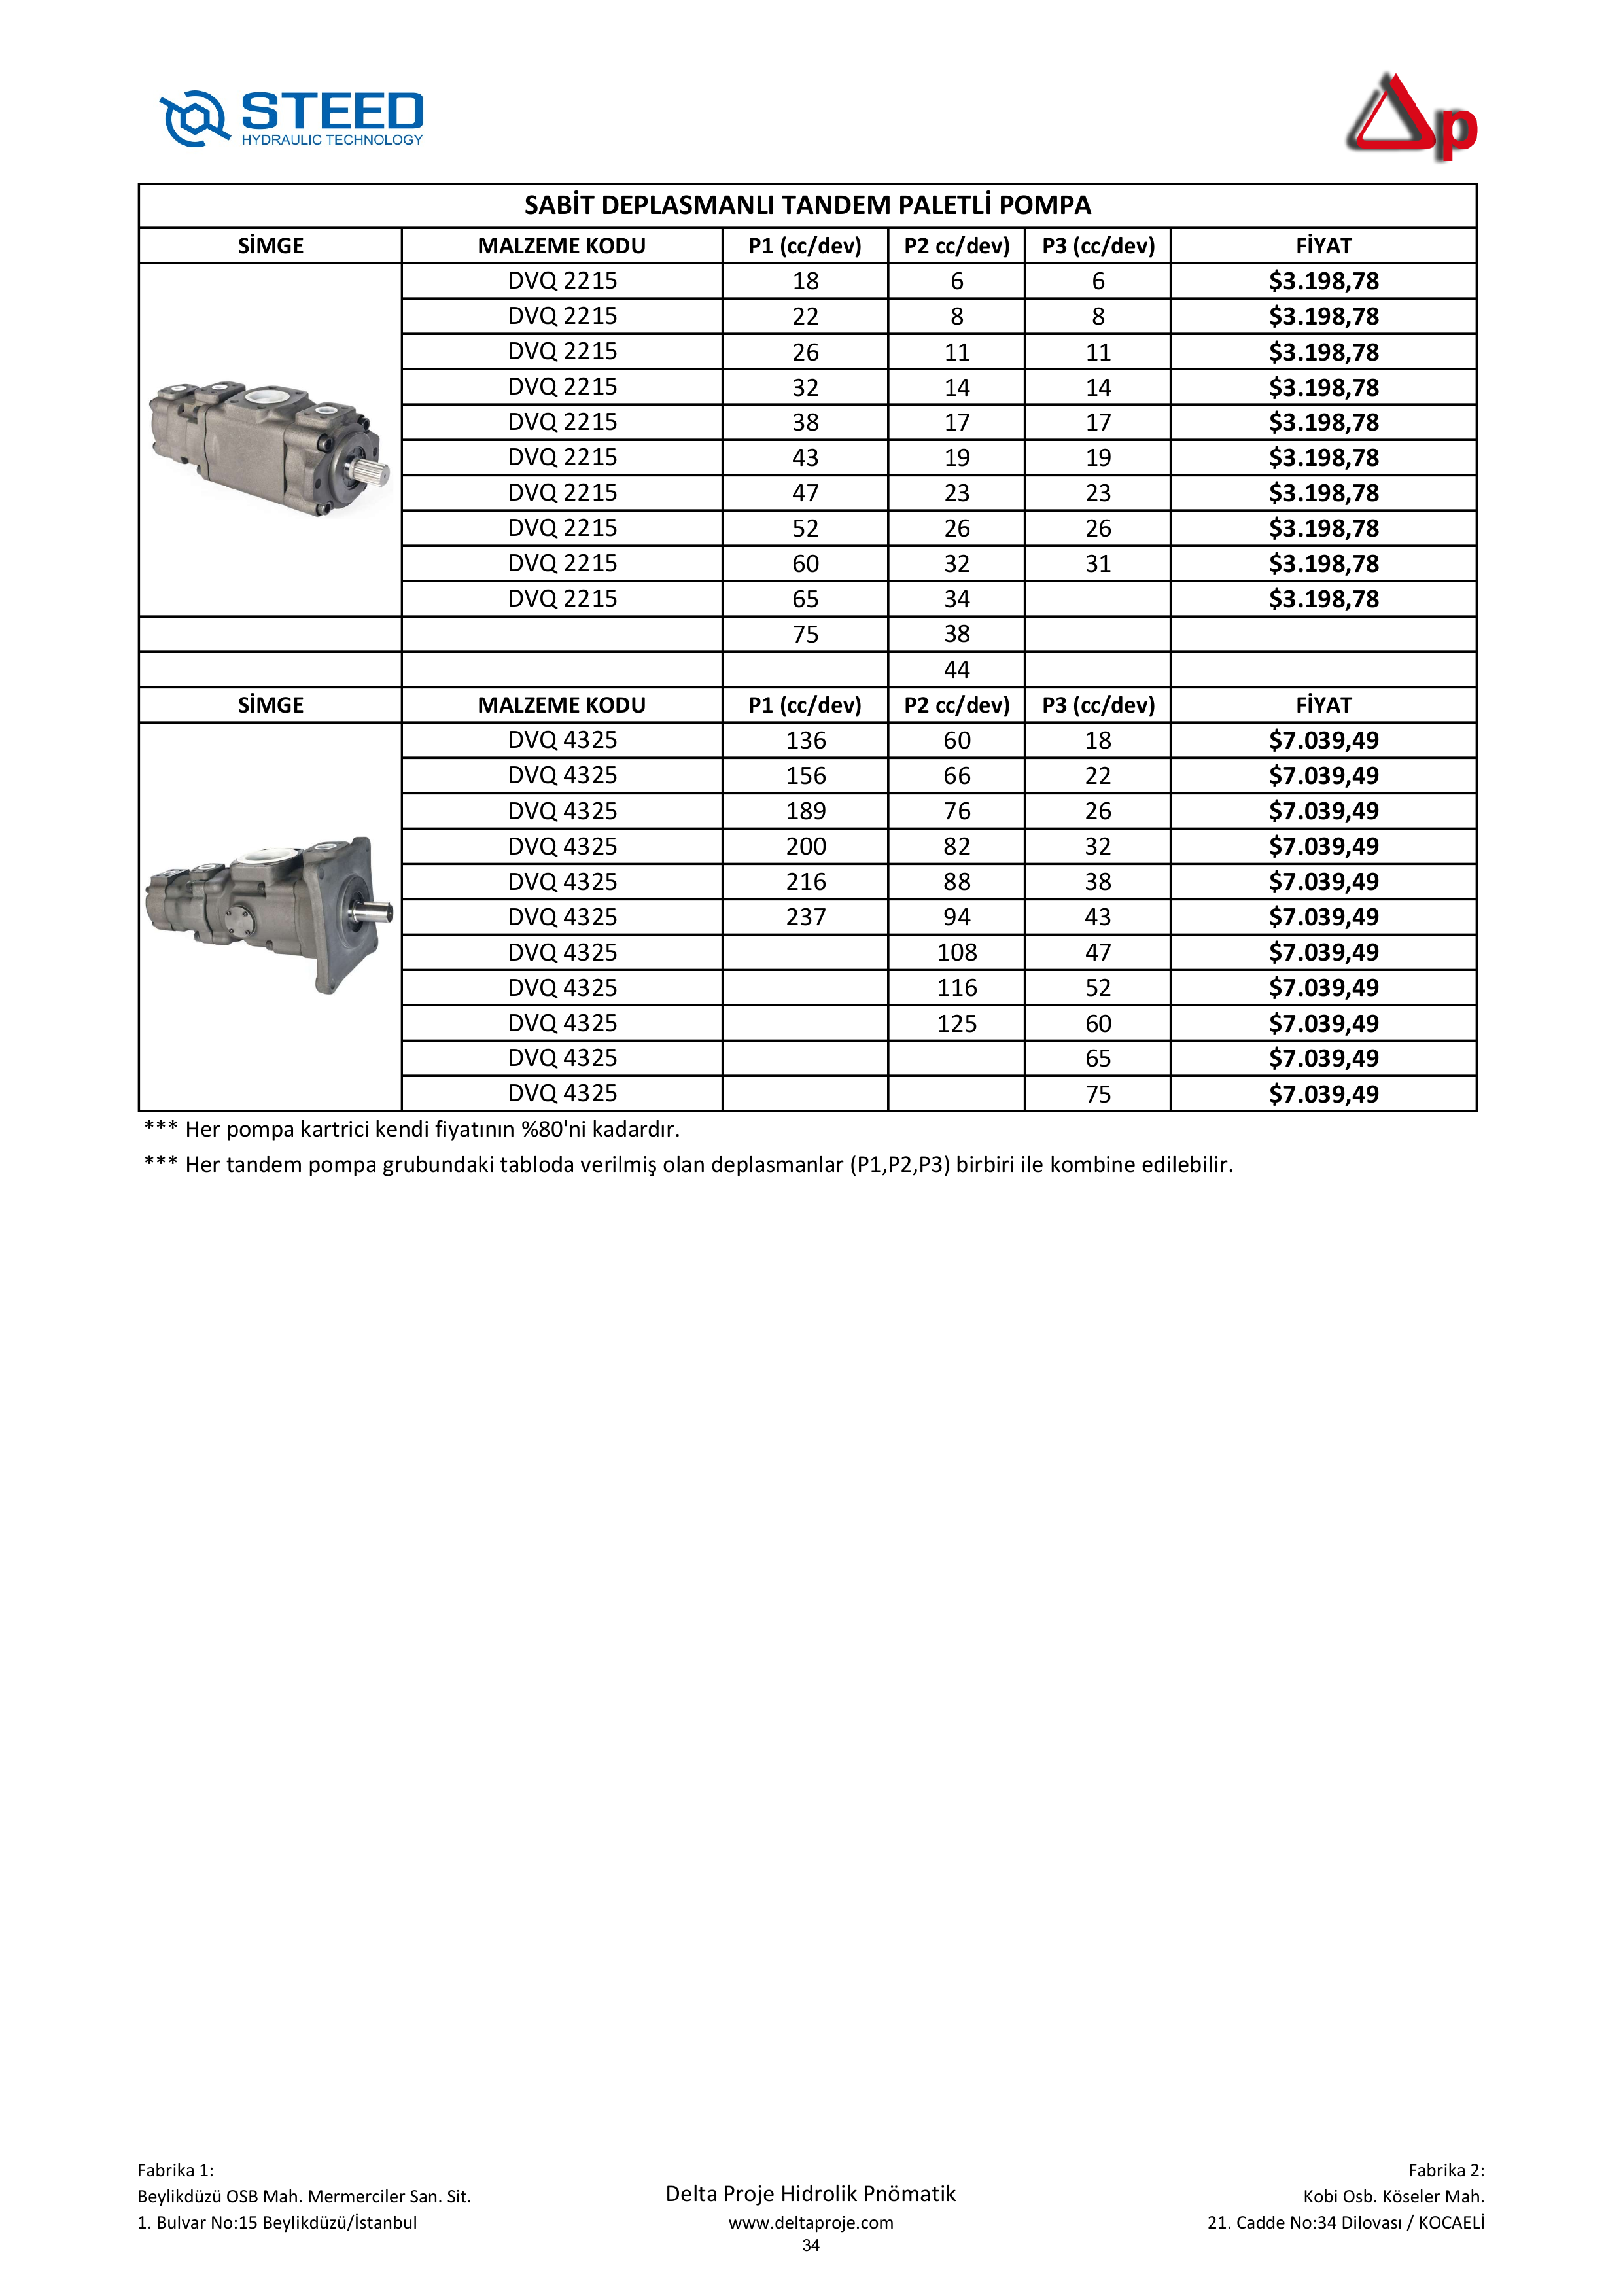 STEED
HYDRAULIC TECHNOLOGY
p
SABİT DEPLASMANLI TANDEM PALETLİ POMPA
SİMGE MALZEME KODU P1 (cc/dev) P2 cc/dev) P3 (cc/dev) FİYAT
DVQ 2215 18 6 6 $3.198,78
DVQ 2215 22 8 8 $3.198,78
DVQ 2215 26 11 11 $3.198,78
DVQ 2215 32 14 14 $3.198,78
DVQ 2215 38 17 17 $3.198,78
DVQ 2215 43 19 19 $3.198,78
DVQ 2215 47 23 23 $3.198,78
DVQ 2215 52 26 26 $3.198,78
DVQ 2215 60 32 31 $3.198,78
DVQ 2215 65 34 $3.198,78
75 38
44
SİMGE MALZEME KODU P1 (cc/dev) P2 cc/dev) P3 (cc/dev) FİYAT
DVQ 4325 136 60 18 $7.039,49
DVQ 4325 156 66 22 $7.039,49
DVQ 4325 189 76 26 $7.039,49
DVQ 4325 200 82 32 $7.039,49
DVQ 4325 216 88 38 $7.039,49
DVQ 4325 237 94 43 $7.039,49
DVQ 4325 108 47 $7.039,49
DVQ 4325 116 52 $7.039,49
DVQ 4325 125 60 $7.039,49
DVQ 4325 65 $7.039,49
DVQ 4325 75 $7.039,49
*** Her pompa kartrici kendi fiyatının %80'ni kadardır.
*** Her tandem pompa grubundaki tabloda verilmiş olan deplasmanlar (P1,P2,P3) birbiri ile kombine edilebilir.
Fabrika 1:
Beylikdüzü OSB Mah. Mermerciler San. Sit.
1. Bulvar No:15 Beylikdüzü/İstanbul
Delta Proje Hidrolik Pnömatik
www.deltaproje.com
34
Fabrika 2:
Kobi Osb. Köseler Mah.
21. Cadde No:34 Dilovası / KOCAELİ